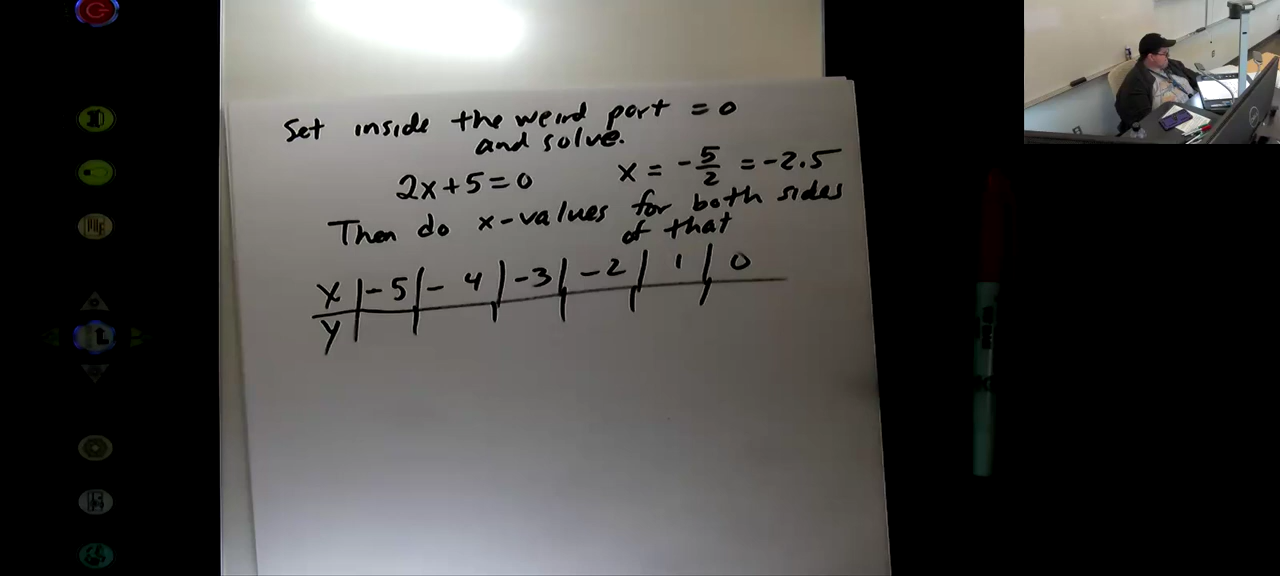 Set inside the weird part = 0
and solve.
2x+5=0 x = -5/2 = -2.5
Then do x-values for both sides
of that
x | -5 | -4 | -3 | -2 | 1 | 0
y